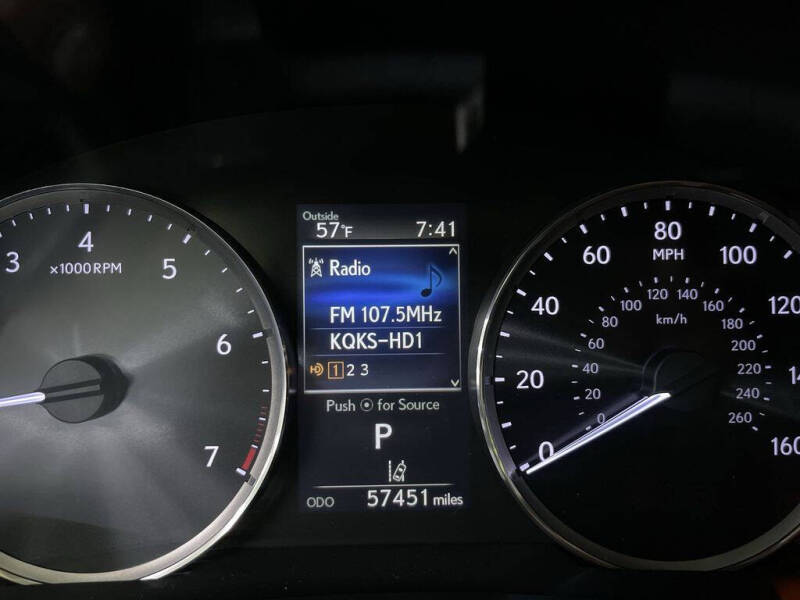 Outside
57°F 7:41
Radio
FM 107.5MHz
KQKS-HD1
HD 1 2 3
Push ⦿ for Source
P
ODO 57451 miles
3 4 5 6 7
x1000RPM
0 20 40 60 80 100 120 160
MPH
0 20 40 60 80 100 120 140 160 180 200 220 240 260
km/h